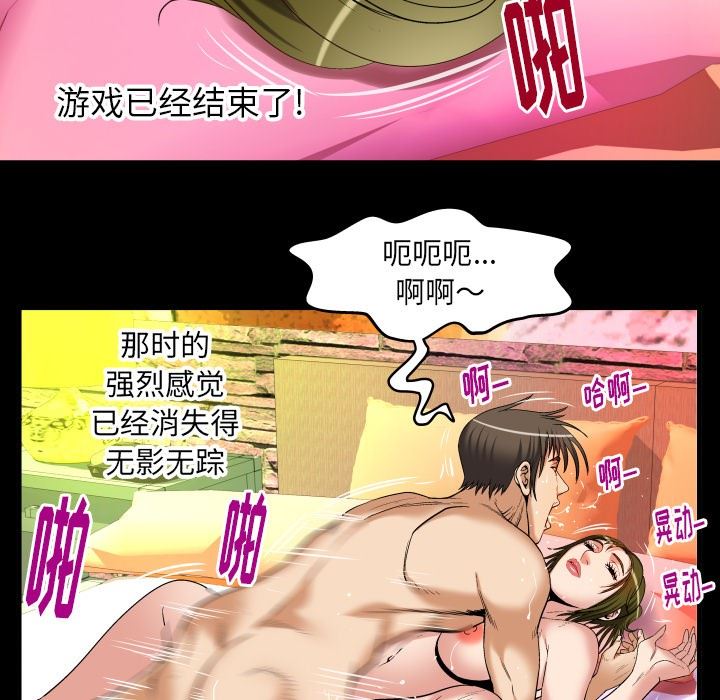 啪
游戏已经结束了!
呃呃呃...
啊啊～
那时的
强烈感觉
已经消失得
无影无踪
啊–
哈啊–
啊–
啪
啪
晃动–
晃动–